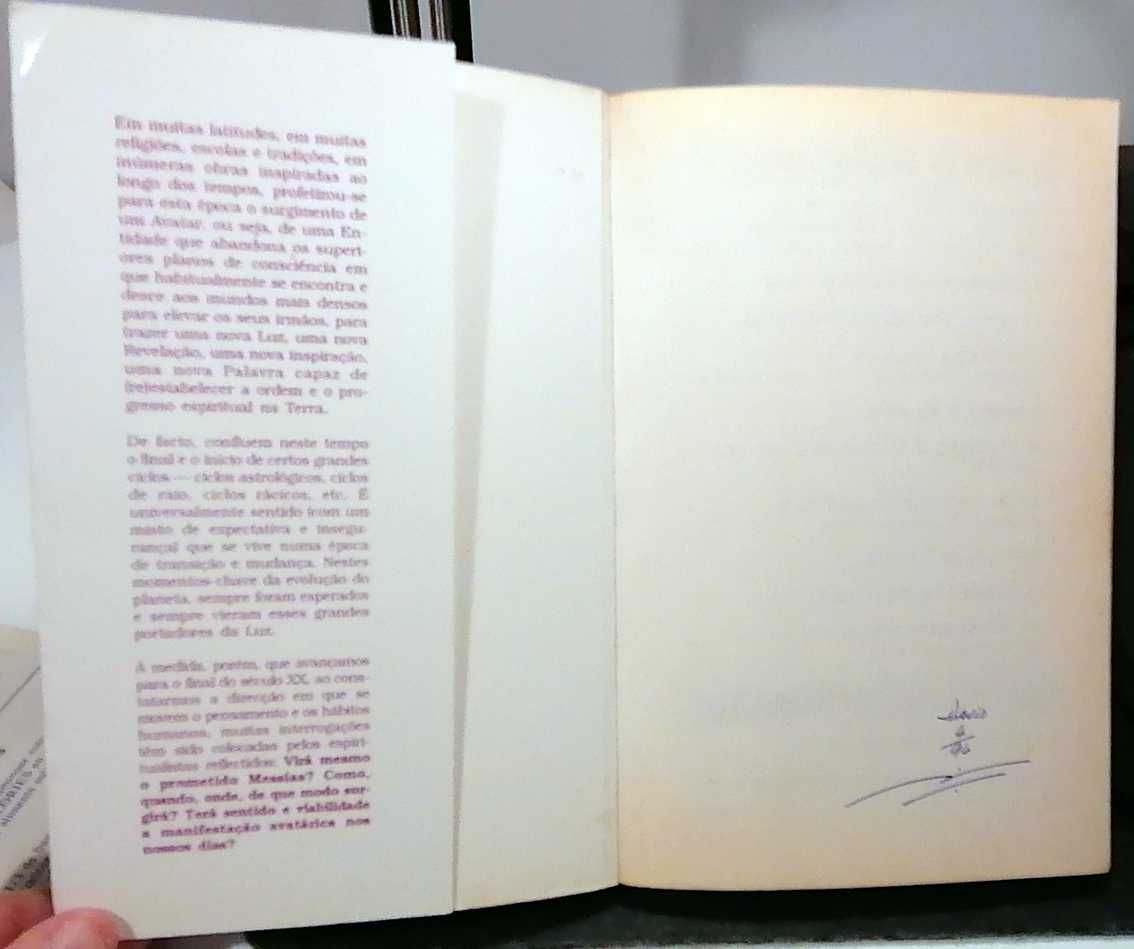 Em muitas latitudes, em muitas
religiões, escolas e tradições, em
inúmeras obras inspiradas ao
longo dos tempos, profetizou-se
para esta época o surgimento de
um Avatar, ou seja, de uma En-
tidade que abandona os superi-
ores planos de consciência em
que habitualmente se encontra e
desce aos mundos mais densos
para elevar os seus irmãos, para
trazer uma nova Luz, uma nova
Revelação, uma nova inspiração,
uma nova Palavra capaz de
(re)estabelecer a ordem e o pro-
gresso espiritual na Terra.
De facto, confluem neste tempo
o final e o início de certos grandes
ciclos — ciclos astrológicos, ciclos
de raio, ciclos rácicos, etc. É
universalmente sentido (com um
misto de expectativa e insegu-
rança) que se vive numa época
de transição e mudança. Nestes
momentos-chave da evolução do
planeta, sempre foram esperados
e sempre vieram esses grandes
portadores da Luz.
À medida, porém, que avançamos
para o final do século XX, ao cons-
tatarmos a direcção em que se
movem o pensamento e os hábitos
humanos, muitas interrogações
têm sido colocadas pelos espiri-
tualistas reflectidos: Virá mesmo
o prometido Messias? Como,
quando, onde, de que modo sur-
girá? Terá sentido e viabilidade
a manifestação avatárica nos
nossos dias?